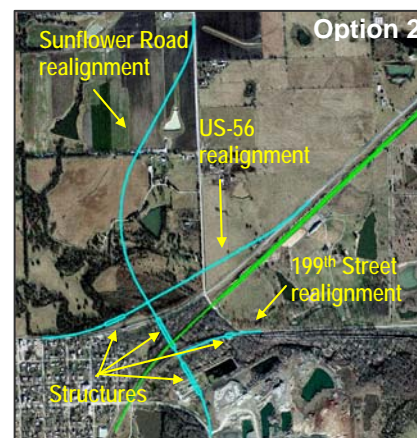 Option 2
Sunflower Road
realignment
US-56
realignment
199th Street
realignment
Structures